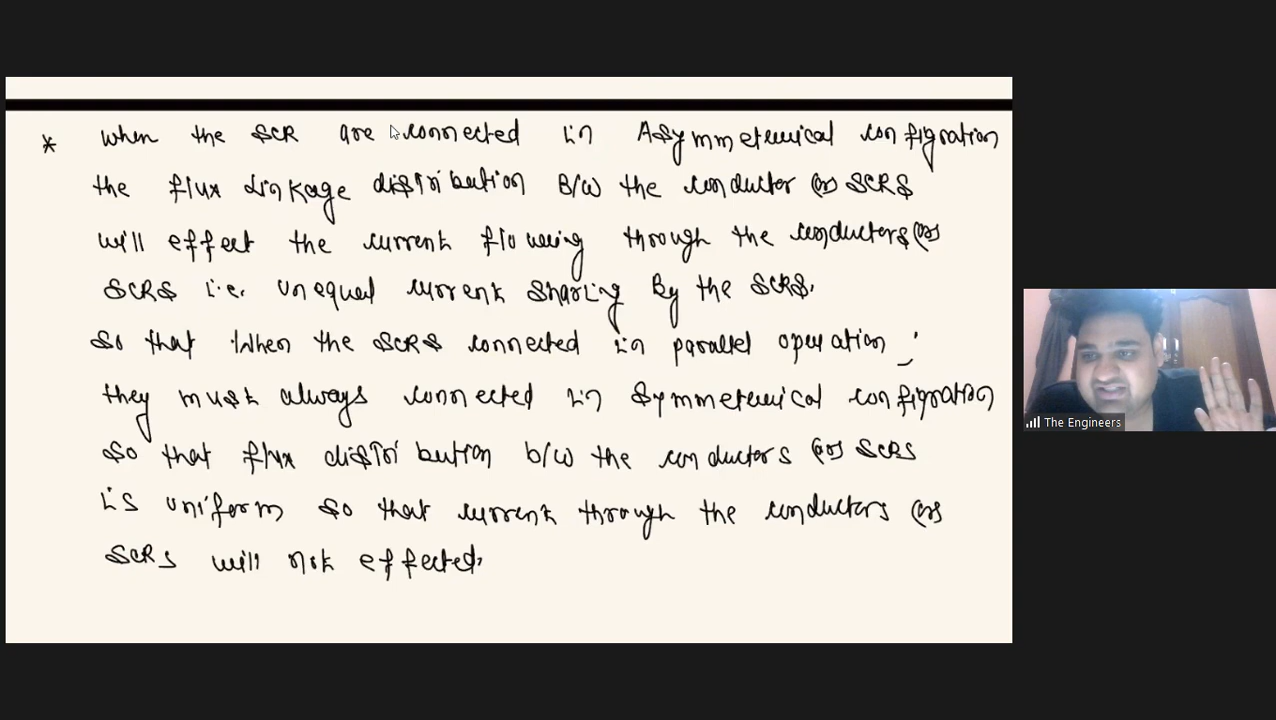 * When the SCR are connected in Asymmetrical configration
the flux linkage distribution B/w the conductor (or) SCRS
will effect the current flowing through the conductors (or)
SCRS i.e. unequal current sharing By the SCRS.
So that When the SCRS connected in parallel operation,
they must always connected in Symmetrical configration
so that flux distribution b/w the conductors (or) SCRS
is uniform so that current through the conductors (or)
SCRS will not effected.
The Engineers